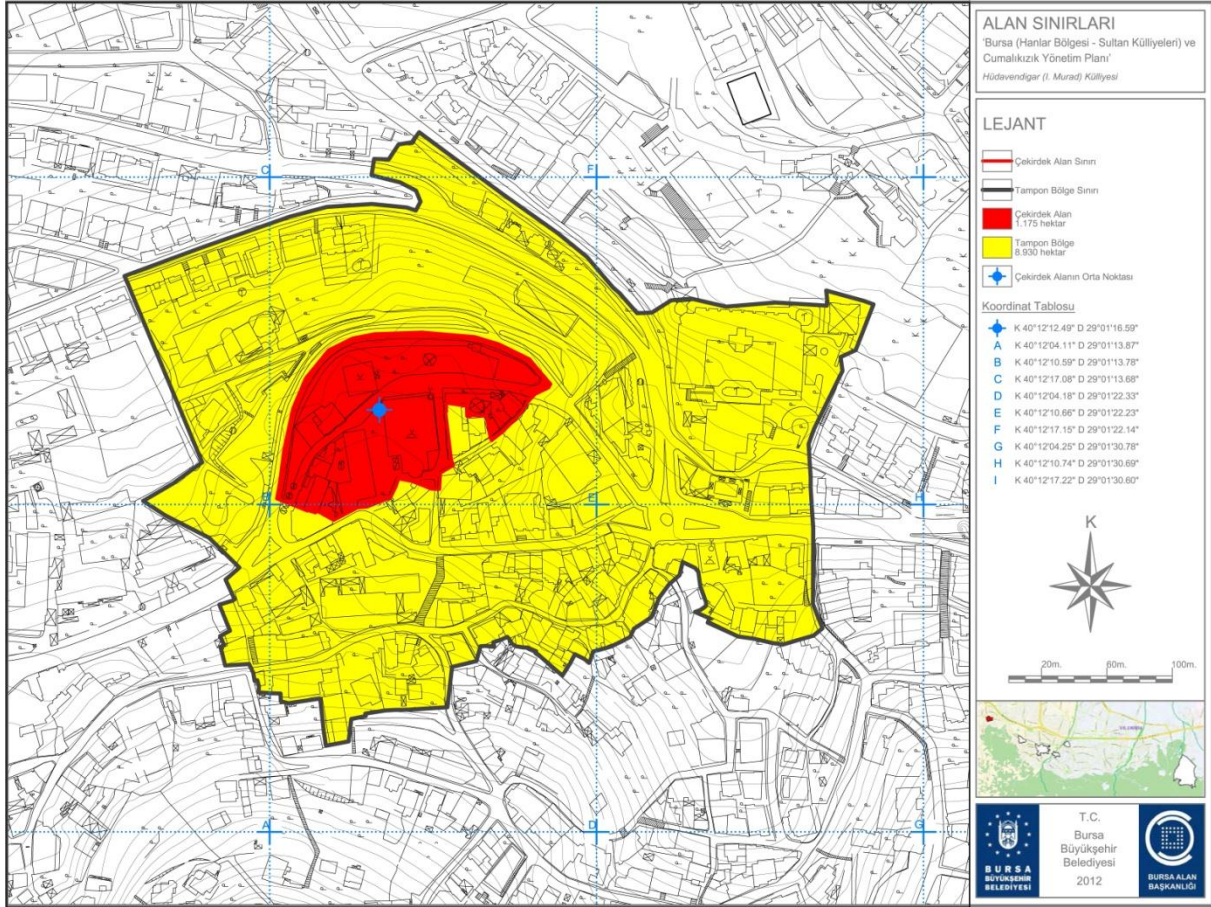 ALAN SINIRLARI
'Bursa (Hanlar Bölgesi - Sultan Külliyeleri) ve
Cumalıkızık Yönetim Planı'
Hüdavendigar (I. Murad) Külliyesi
LEJANT
Çekirdek Alan Sınırı
Tampon Bölge Sınırı
Çekirdek Alan
1.175 hektar
Tampon Bölge
8.930 hektar
Çekirdek Alanın Orta Noktası
Koordinat Tablosu
K 40°12'12.49" D 29°01'16.59"
A K 40°12'04.11" D 29°01'13.87"
B K 40°12'10.59" D 29°01'13.78"
C K 40°12'17.08" D 29°01'13.68"
D K 40°12'04.18" D 29°01'22.33"
E K 40°12'10.66" D 29°01'22.23"
F K 40°12'17.15" D 29°01'22.14"
G K 40°12'04.25" D 29°01'30.78"
H K 40°12'10.74" D 29°01'30.69"
I K 40°12'17.22" D 29°01'30.60"
K
20m. 60m. 100m.
T.C.
Bursa
Büyükşehir
Belediyesi
2012
BURSA
BÜYÜKŞEHİR
BELEDİYESİ
BURSA ALAN
BAŞKANLIĞI
C F I
B E H
A D G